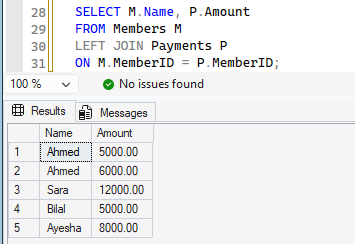 28 SELECT M.Name, P.Amount
29 FROM Members M
30 LEFT JOIN Payments P
31 ON M.MemberID = P.MemberID;
100 % No issues found
Results Messages
Name Amount
1 Ahmed 5000.00
2 Ahmed 6000.00
3 Sara 12000.00
4 Bilal 5000.00
5 Ayesha 8000.00